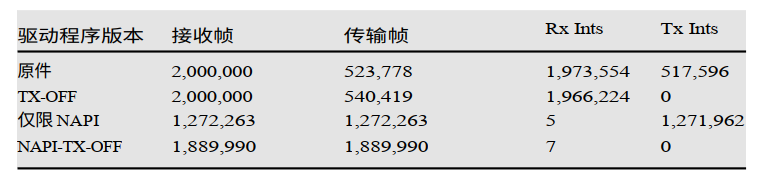 驱动程序版本 接收帧 传输帧 Rx Ints Tx Ints
原件 2,000,000 523,778 1,973,554 517,596
TX-OFF 2,000,000 540,419 1,966,224 0
仅限 NAPI 1,272,263 1,272,263 5 1,271,962
NAPI-TX-OFF 1,889,990 1,889,990 7 0